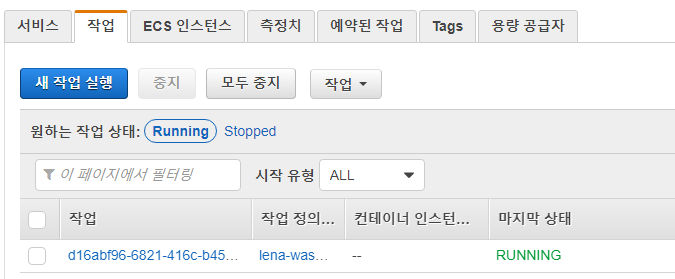 서비스 작업 ECS 인스턴스 측정치 예약된 작업 Tags 용량 공급자
새 작업 실행 중지 모두 중지 작업
원하는 작업 상태: Running Stopped
이 페이지에서 필터링 시작 유형 ALL
작업 작업 정의... 컨테이너 인스턴... 마지막 상태
d16abf96-6821-416c-b45... lena-was... -- RUNNING